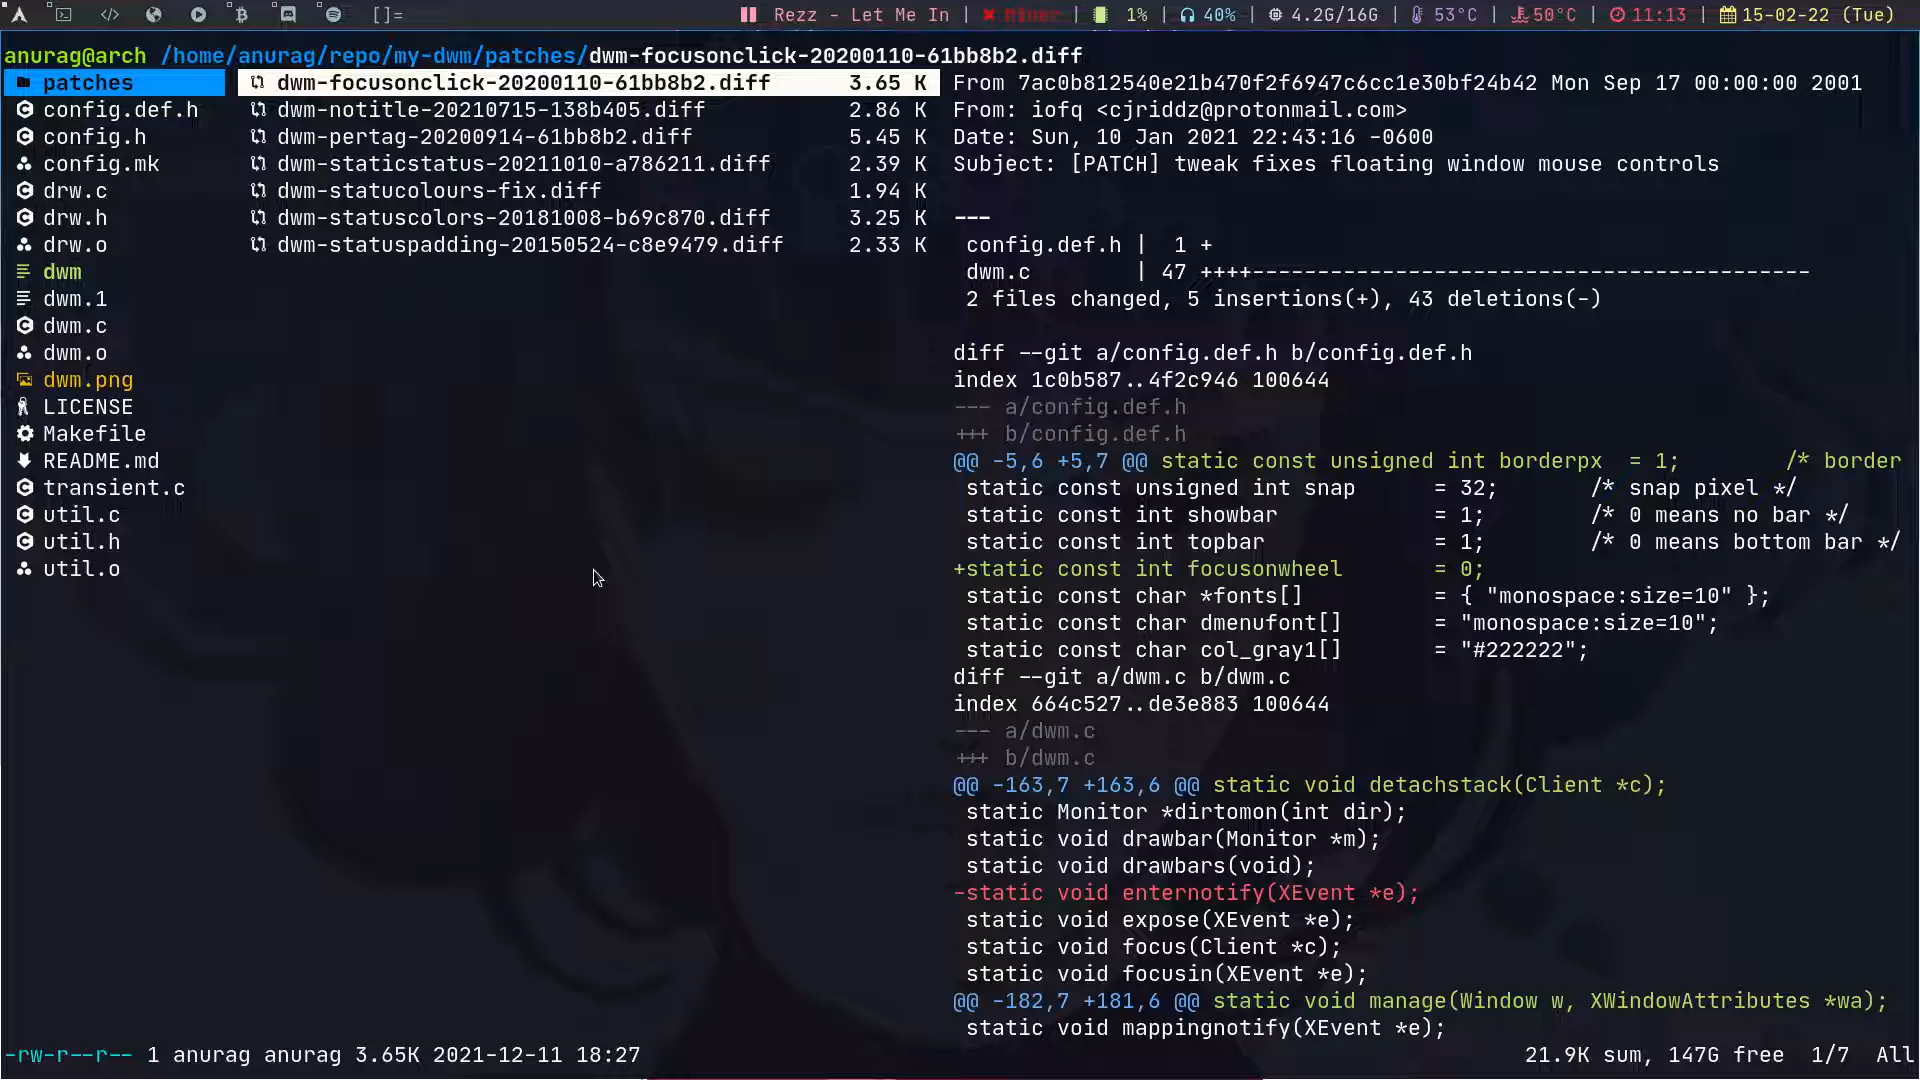 []=
Rezz - Let Me In | Miner | 1% | 40% | 4.2G/16G | 53°C | 50°C | 11:13 | 15-02-22 (Tue)
anurag@arch /home/anurag/repo/my-dwm/patches/dwm-focusonclick-20200110-61bb8b2.diff
patches
config.def.h
config.h
config.mk
drw.c
drw.h
drw.o
dwm
dwm.1
dwm.c
dwm.o
dwm.png
LICENSE
Makefile
README.md
transient.c
util.c
util.h
util.o
dwm-focusonclick-20200110-61bb8b2.diff 3.65 K
dwm-notitle-20210715-138b405.diff 2.86 K
dwm-pertag-20200914-61bb8b2.diff 5.45 K
dwm-staticstatus-20211010-a786211.diff 2.39 K
dwm-statucolours-fix.diff 1.94 K
dwm-statuscolors-20181008-b69c870.diff 3.25 K
dwm-statuspadding-20150524-c8e9479.diff 2.33 K
From 7ac0b812540e21b470f2f6947c6cc1e30bf24b42 Mon Sep 17 00:00:00 2001
From: iofq <cjriddz@protonmail.com>
Date: Sun, 10 Jan 2021 22:43:16 -0600
Subject: [PATCH] tweak fixes floating window mouse controls
---
config.def.h | 1 +
dwm.c | 47 ++++-------------------------------------------
2 files changed, 5 insertions(+), 43 deletions(-)
diff --git a/config.def.h b/config.def.h
index 1c0b587..4f2c946 100644
--- a/config.def.h
+++ b/config.def.h
@@ -5,6 +5,7 @@ static const unsigned int borderpx = 1; /* border
static const unsigned int snap = 32; /* snap pixel */
static const int showbar = 1; /* 0 means no bar */
static const int topbar = 1; /* 0 means bottom bar */
+static const int focusonwheel = 0;
static const char *fonts[] = { "monospace:size=10" };
static const char dmenufont[] = "monospace:size=10";
static const char col_gray1[] = "#222222";
diff --git a/dwm.c b/dwm.c
index 664c527..de3e883 100644
--- a/dwm.c
+++ b/dwm.c
@@ -163,7 +163,6 @@ static void detachstack(Client *c);
static Monitor *dirtomon(int dir);
static void drawbar(Monitor *m);
static void drawbars(void);
-static void enternotify(XEvent *e);
static void expose(XEvent *e);
static void focus(Client *c);
static void focusin(XEvent *e);
@@ -182,7 +181,6 @@ static void manage(Window w, XWindowAttributes *wa);
static void mappingnotify(XEvent *e);
-rw-r--r-- 1 anurag anurag 3.65K 2021-12-11 18:27
21.9K sum, 147G free 1/7 All